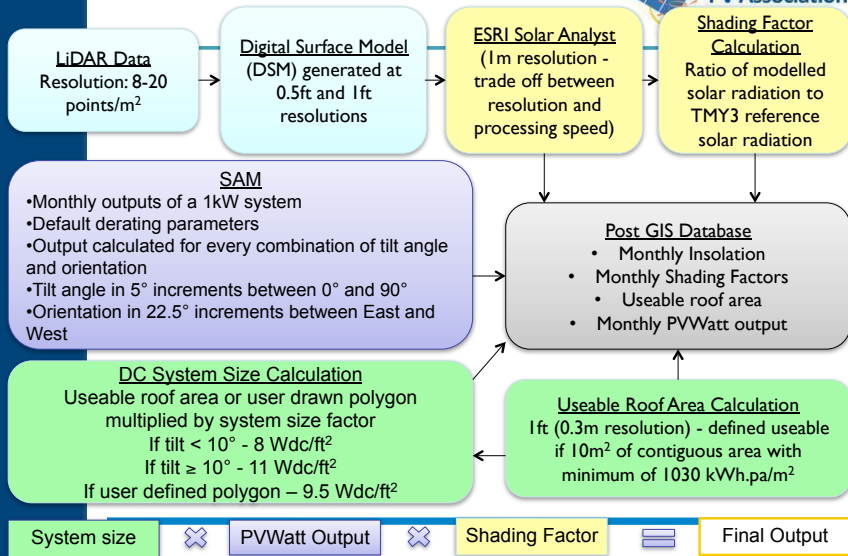 PV Association
LiDAR Data
Resolution: 8-20
points/m²
Digital Surface Model
(DSM) generated at
0.5ft and 1ft
resolutions
ESRI Solar Analyst
(1m resolution -
trade off between
resolution and
processing speed)
Shading Factor
Calculation
Ratio of modelled
solar radiation to
TMY3 reference
solar radiation
SAM
•Monthly outputs of a 1kW system
•Default derating parameters
•Output calculated for every combination of tilt angle
and orientation
•Tilt angle in 5° increments between 0° and 90°
•Orientation in 22.5° increments between East and
West
Post GIS Database
• Monthly Insolation
• Monthly Shading Factors
• Useable roof area
• Monthly PVWatt output
DC System Size Calculation
Useable roof area or user drawn polygon
multiplied by system size factor
If tilt < 10° - 8 Wdc/ft²
If tilt ≥ 10° - 11 Wdc/ft²
If user defined polygon – 9.5 Wdc/ft²
Useable Roof Area Calculation
1ft (0.3m resolution) - defined useable
if 10m² of contiguous area with
minimum of 1030 kWh.pa/m²
System size
PVWatt Output
Shading Factor
Final Output